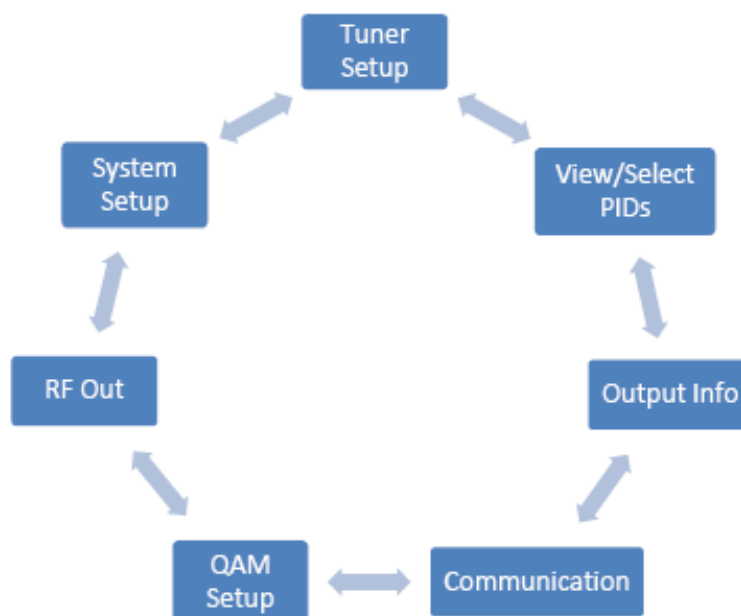 Tuner
Setup
System
Setup
View/Select
PIDs
RF Out
Output Info
QAM
Setup
Communication